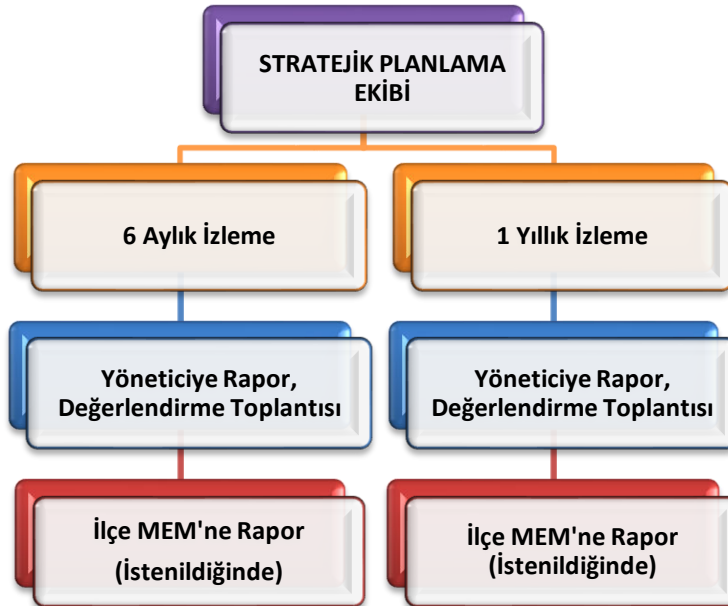 STRATEJİK PLANLAMA
EKİBİ
6 Aylık İzleme
1 Yıllık İzleme
Yöneticiye Rapor,
Değerlendirme Toplantısı
Yöneticiye Rapor,
Değerlendirme Toplantısı
İlçe MEM'ne Rapor
(İstenildiğinde)
İlçe MEM'ne Rapor
(İstenildiğinde)